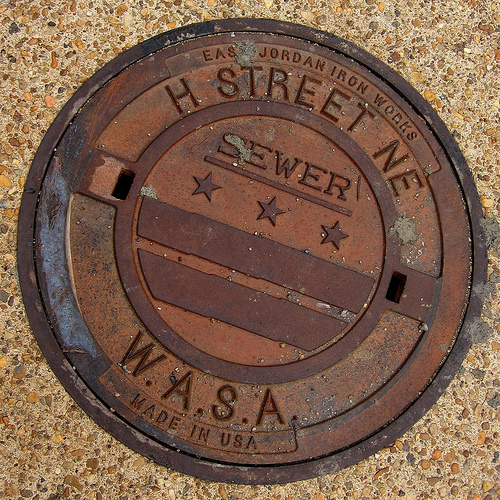 EAST JORDAN IRON WORKS
H STREET NE
SEWER
W.A.S.A.
MADE IN USA